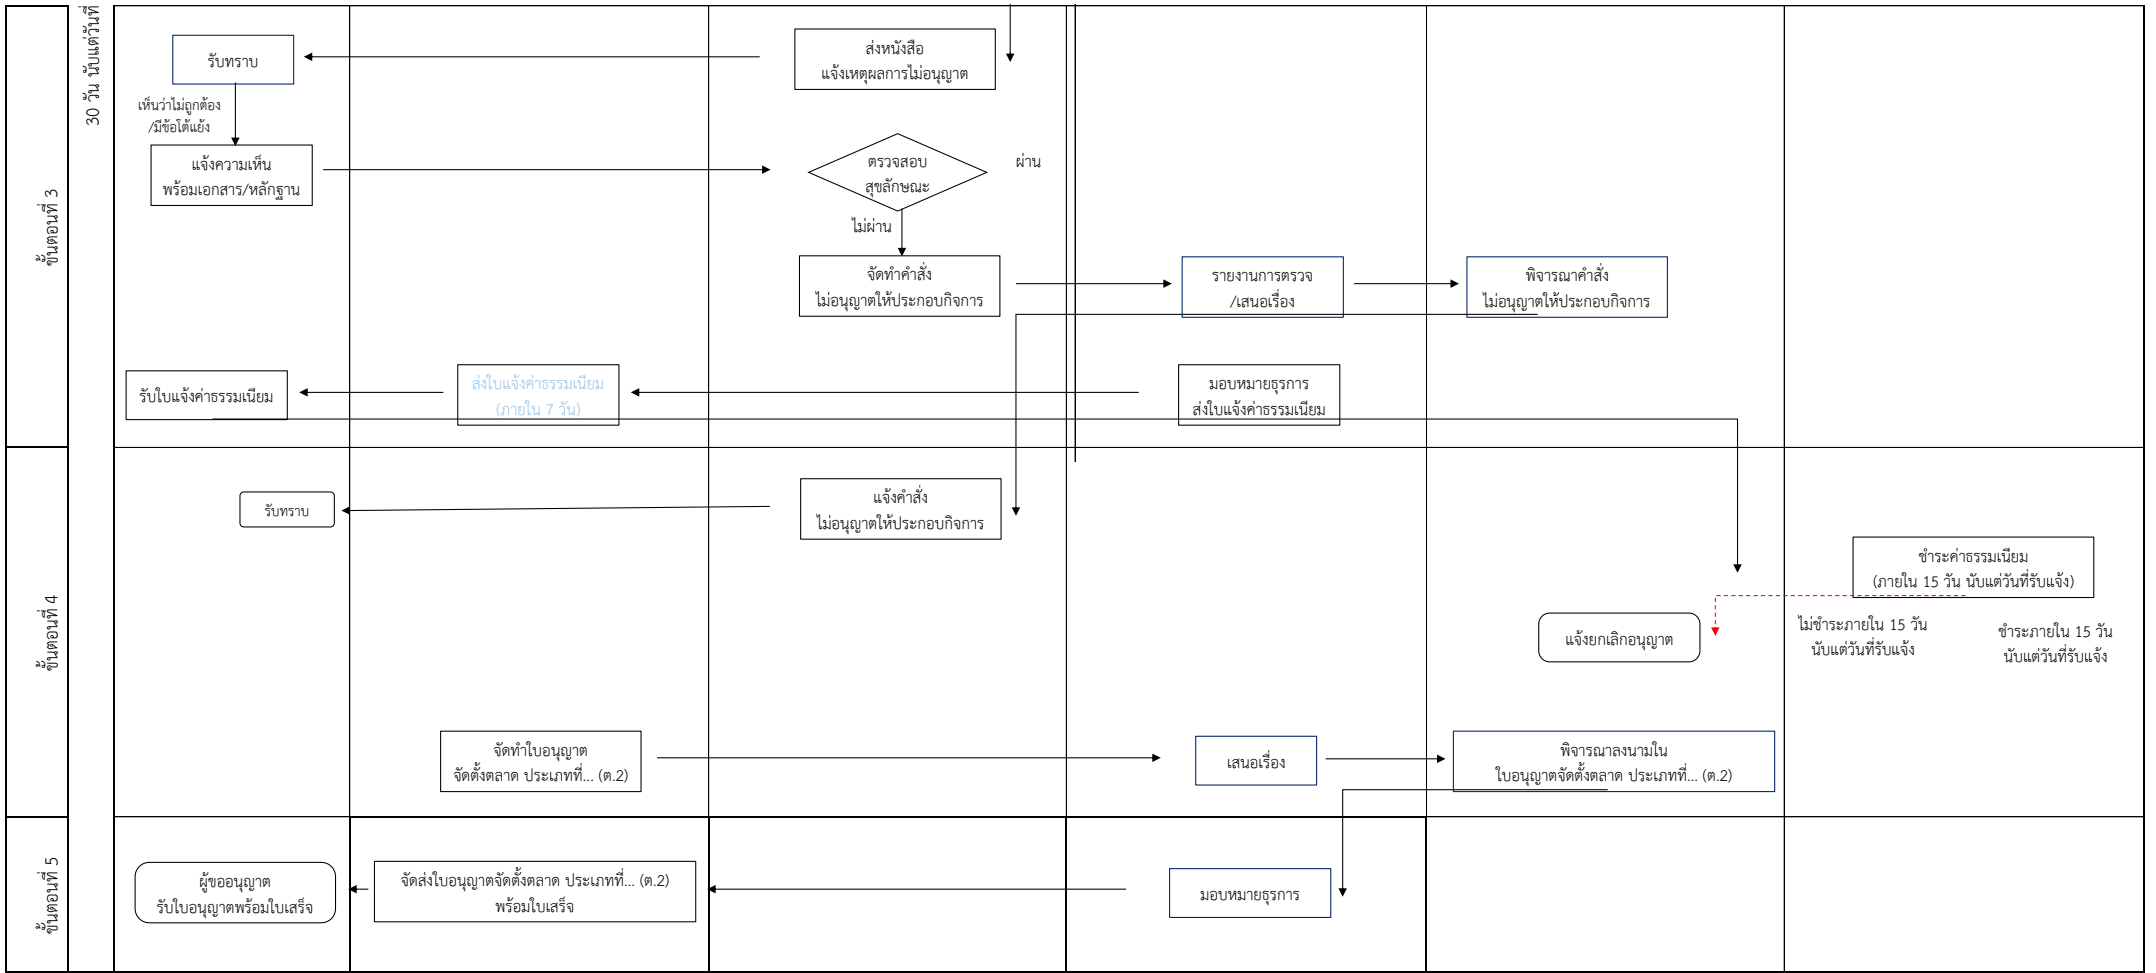 30 วัน นับแต่วันที่
ขั้นตอนที่ 3
รับทราบ
ส่งหนังสือ
แจ้งเหตุผลการไม่อนุญาต
เห็นว่าไม่ถูกต้อง
/มีข้อโต้แย้ง
แจ้งความเห็น
พร้อมเอกสาร/หลักฐาน
ตรวจสอบ
สุขลักษณะ
ผ่าน
ไม่ผ่าน
จัดทำคำสั่ง
ไม่อนุญาตให้ประกอบกิจการ
รายงานการตรวจ
/เสนอเรื่อง
พิจารณาคำสั่ง
ไม่อนุญาตให้ประกอบกิจการ
รับใบแจ้งค่าธรรมเนียม
ส่งใบแจ้งค่าธรรมเนียม
(ภายใน 7 วัน)
มอบหมายธุรการ
ส่งใบแจ้งค่าธรรมเนียม
ขั้นตอนที่ 4
รับทราบ
แจ้งคำสั่ง
ไม่อนุญาตให้ประกอบกิจการ
ชำระค่าธรรมเนียม
(ภายใน 15 วัน นับแต่วันที่รับแจ้ง)
แจ้งยกเลิกอนุญาต
ไม่ชำระภายใน 15 วัน
นับแต่วันที่รับแจ้ง
ชำระภายใน 15 วัน
นับแต่วันที่รับแจ้ง
จัดทำใบอนุญาต
จัดตั้งตลาด ประเภทที่... (ต.2)
เสนอเรื่อง
พิจารณาลงนามใน
ใบอนุญาตจัดตั้งตลาด ประเภทที่... (ต.2)
ขั้นตอนที่ 5
ผู้ขออนุญาต
รับใบอนุญาตพร้อมใบเสร็จ
จัดส่งใบอนุญาตจัดตั้งตลาด ประเภทที่... (ต.2)
พร้อมใบเสร็จ
มอบหมายธุรการ